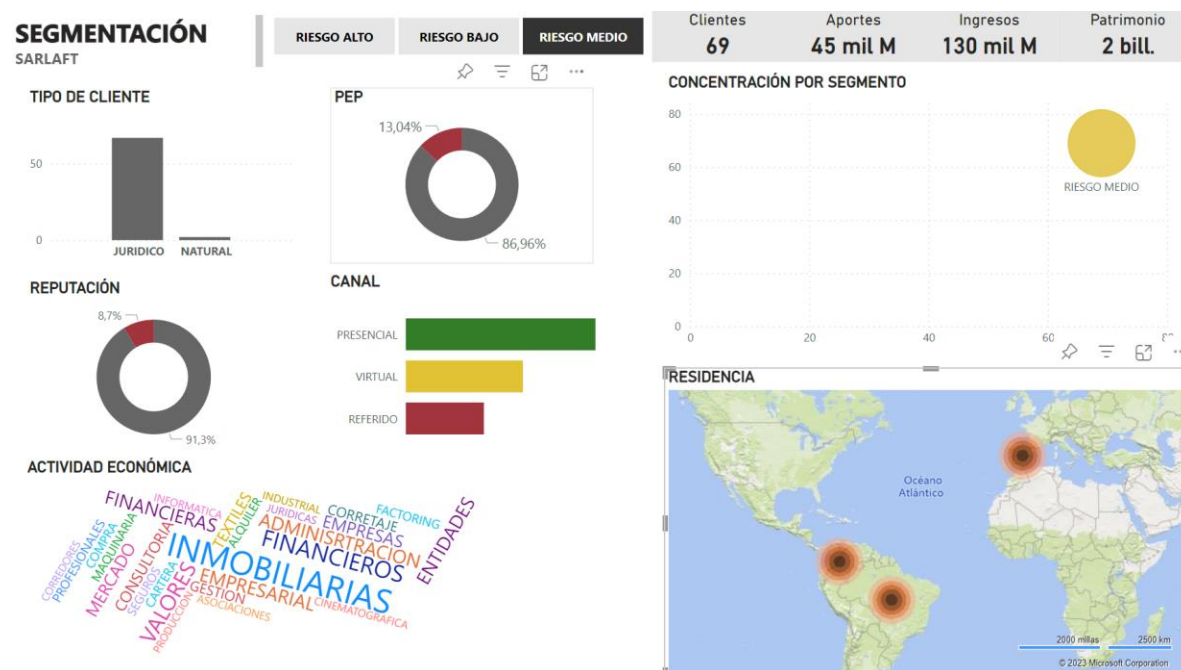 SEGMENTACIÓN
SARLAFT
RIESGO ALTO
RIESGO BAJO
RIESGO MEDIO
Clientes
69
Aportes
45 mil M
Ingresos
130 mil M
Patrimonio
2 bill.
TIPO DE CLIENTE
50
0
JURIDICO
NATURAL
PEP
13,04%
86,96%
CONCENTRACIÓN POR SEGMENTO
80
60
40
20
0
RIESGO MEDIO
0
20
40
60
80
REPUTACIÓN
8,7%
91,3%
CANAL
PRESENCIAL
VIRTUAL
REFERIDO
RESIDENCIA
Océano
Atlántico
2000 millas
2500 km
© 2023 Microsoft Corporation
ACTIVIDAD ECONÓMICA
CORREDORES
PROFESIONALES
COMPRA
MAQUINARIA
MERCADO
FINANCIERAS
INFORMATICA
CONSULTORIA
SEGUROS
CARTERA
VALORES
PRODUCCION
TEXTILES
ALQUILER
INDUSTRIAL
JURIDICAS
CORRETAJE
FACTORING
EMPRESAS
ADMINISRTRACION
FINANCIEROS
INMOBILIARIAS
EMPRESARIAL
GESTION
ASOCIACIONES
CINEMATOGRAFICA
ENTIDADES